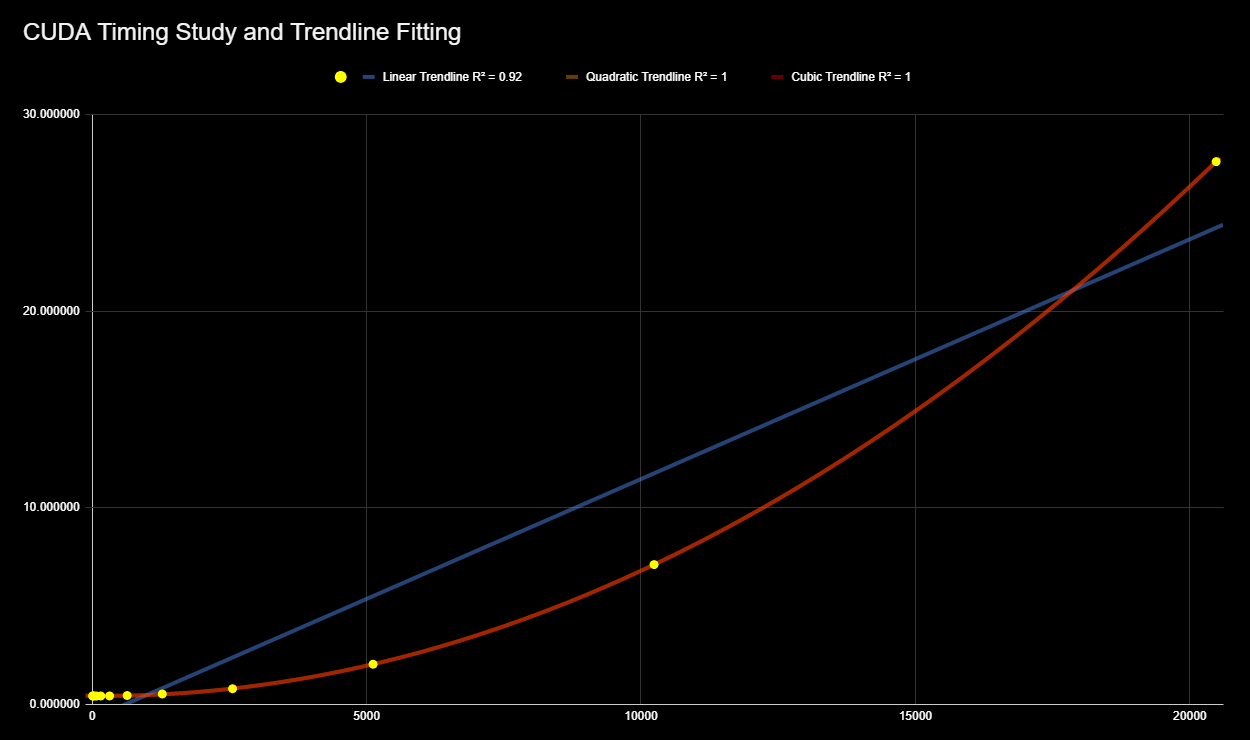 CUDA Timing Study and Trendline Fitting
Linear Trendline R² = 0.92 Quadratic Trendline R² = 1 Cubic Trendline R² = 1
30.000000
20.000000
10.000000
0.000000
0 5000 10000 15000 20000